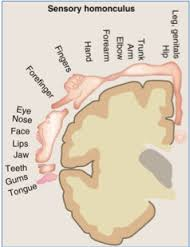 Sensory homonculus
Leg, genitals
Hip
Trunk
Arm
Elbow
Forearm
Hand
Fingers
Forefinger
Eye
Nose
Face
Lips
Jaw
Teeth
Gums
Tongue